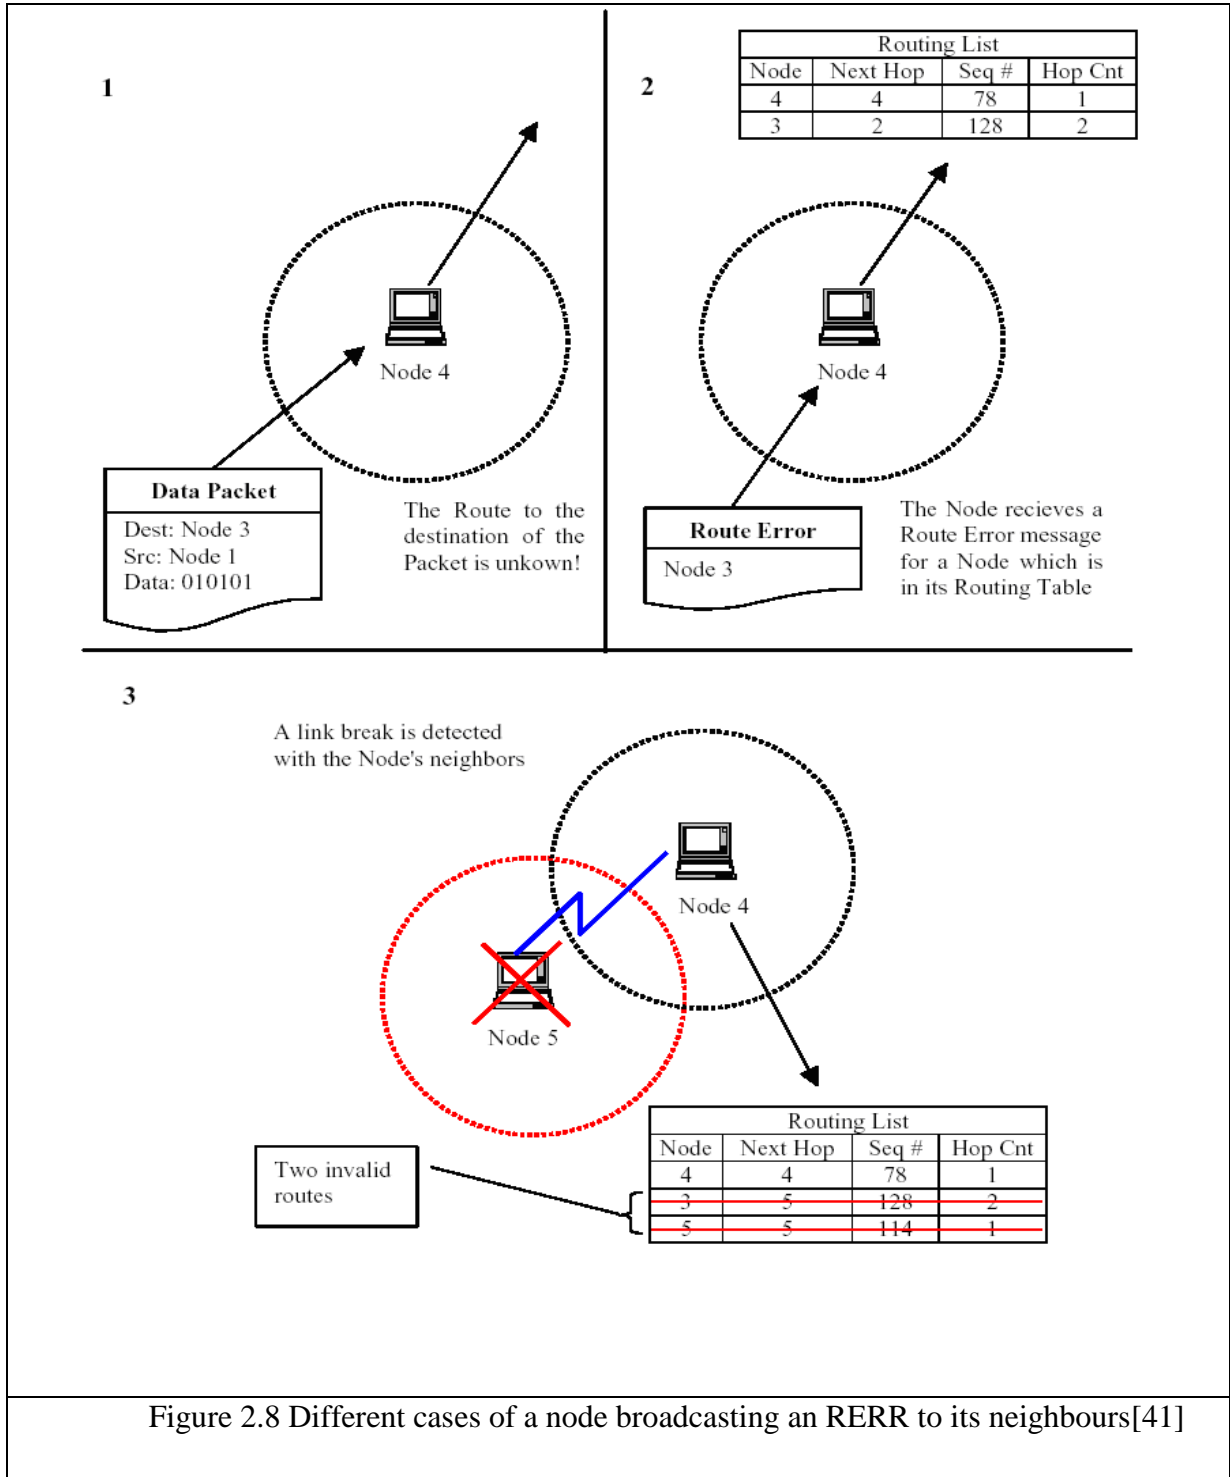 1
Node 4
Data Packet
Dest: Node 3
Src: Node 1
Data: 010101
The Route to the
destination of the
Packet is unkown!
2
Routing List
Node Next Hop Seq # Hop Cnt
4 4 78 1
3 2 128 2
Node 4
Route Error
Node 3
The Node recieves a
Route Error message
for a Node which is
in its Routing Table
3
A link break is detected
with the Node's neighbors
Node 4
Node 5
Two invalid
routes
Routing List
Node Next Hop Seq # Hop Cnt
4 4 78 1
3 5 128 2
5 5 114 1
Figure 2.8 Different cases of a node broadcasting an RERR to its neighbours[41]